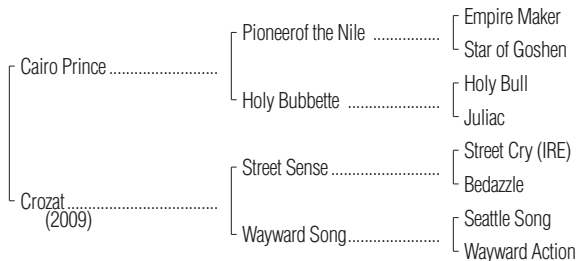 Empire Maker
Pioneerof the Nile ..................
Star of Goshen
Cairo Prince .............................
Holy Bull
Holy Bubbette ........................
Juliac
Street Cry (IRE)
Street Sense .............................
Bedazzle
Crozat ........................................
(2009)
Seattle Song
Wayward Song........................
Wayward Action